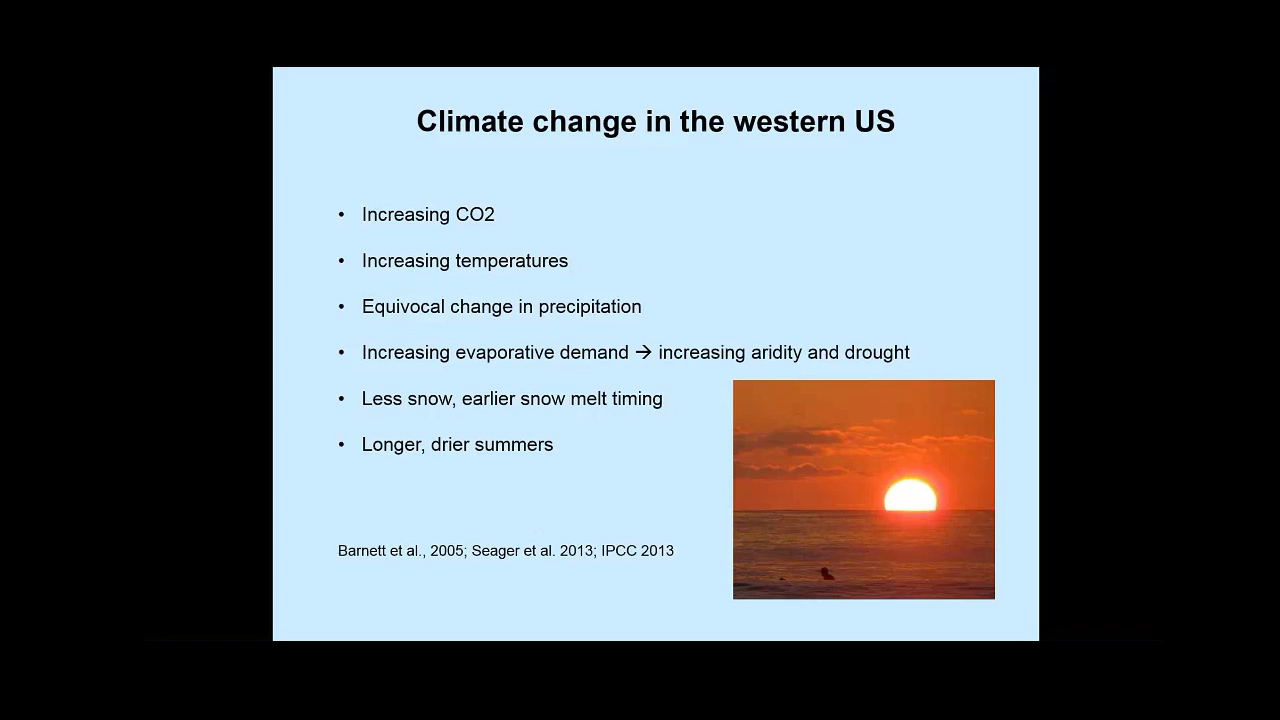 Climate change in the western US
• Increasing CO2
• Increasing temperatures
• Equivocal change in precipitation
• Increasing evaporative demand → increasing aridity and drought
• Less snow, earlier snow melt timing
• Longer, drier summers
Barnett et al., 2005; Seager et al. 2013; IPCC 2013